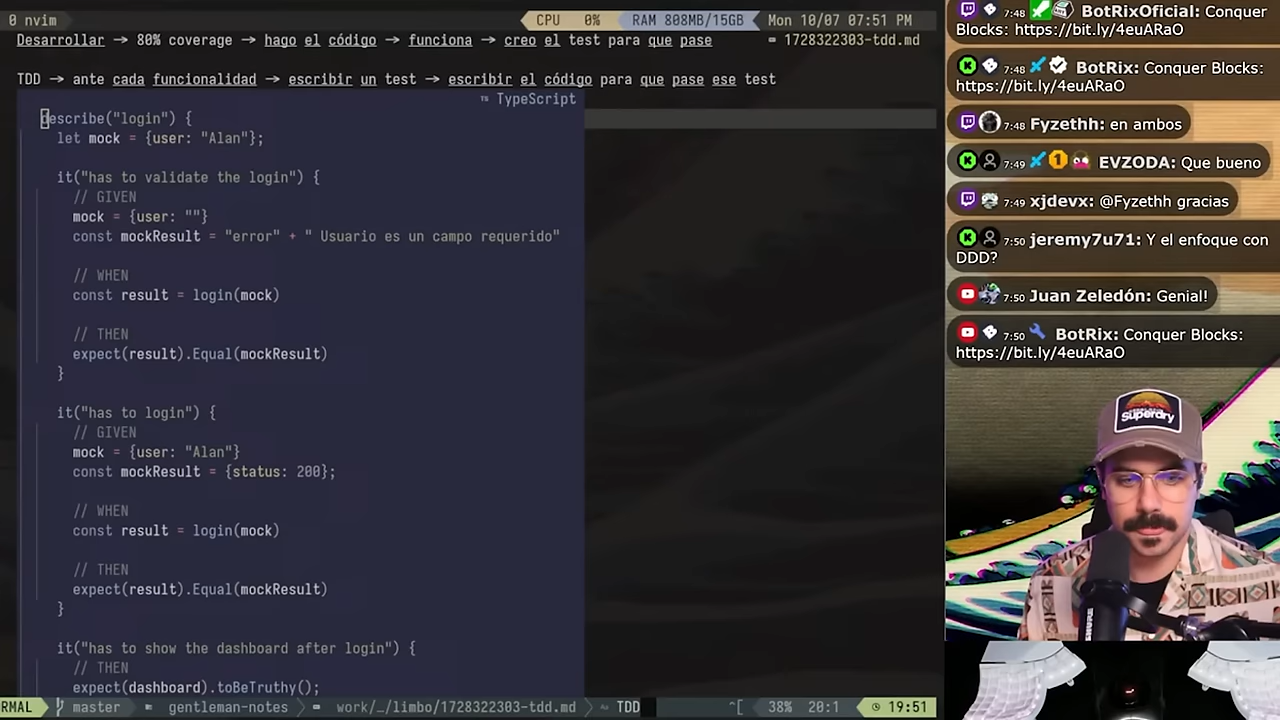 0 nvim
CPU 0% RAM 808MB/15GB Mon 10/07 07:51 PM
Desarrollar → 80% coverage → hago el código → funciona → creo el test para que pase
1728322303-tdd.md
TDD → ante cada funcionalidad → escribir un test → escribir el código para que pase ese test
TypeScript
describe("login") {
let mock = {user: "Alan"};
it("has to validate the login") {
// GIVEN
mock = {user: ""}
const mockResult = "error" + " Usuario es un campo requerido"
// WHEN
const result = login(mock)
// THEN
expect(result).Equal(mockResult)
}
it("has to login") {
// GIVEN
mock = {user: "Alan"}
const mockResult = {status: 200};
// WHEN
const result = login(mock)
// THEN
expect(result).Equal(mockResult)
}
it("has to show the dashboard after login") {
// THEN
expect(dashboard).toBeTruthy();
RMAL master gentleman-notes work/…/limbo/1728322303-tdd.md TDD ^[ 38% 20:1 19:51
7:48 BotRixOficial: Conquer
Blocks: https://bit.ly/4euARaO
7:48 BotRix: Conquer Blocks:
https://bit.ly/4euARaO
7:48 Fyzethh: en ambos
7:49 EVZODA: Que bueno
7:49 xjdevx: @Fyzethh gracias
7:50 jeremy7u71: Y el enfoque con
DDD?
7:50 Juan Zeledón: Genial!
7:50 BotRix: Conquer Blocks:
https://bit.ly/4euARaO
Superdry
SHURE